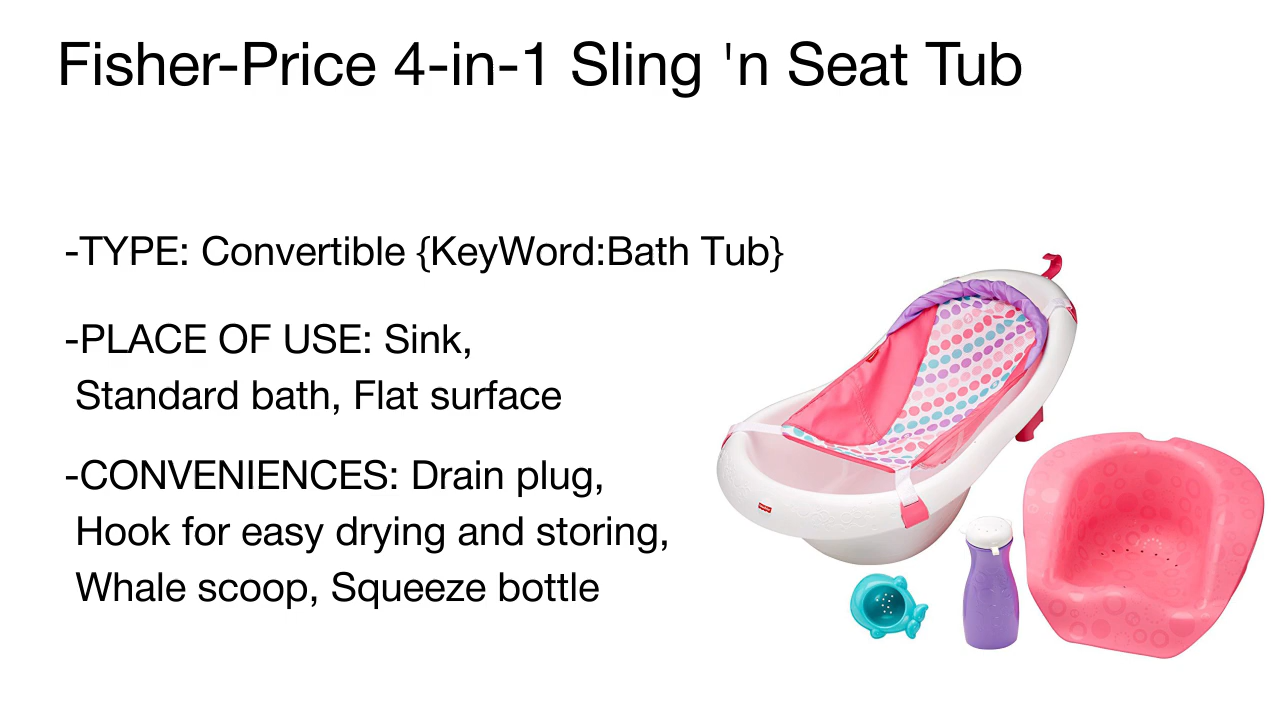 Fisher-Price 4-in-1 Sling 'n Seat Tub
-TYPE: Convertible {KeyWord:Bath Tub}
-PLACE OF USE: Sink,
Standard bath, Flat surface
-CONVENIENCES: Drain plug,
Hook for easy drying and storing,
Whale scoop, Squeeze bottle